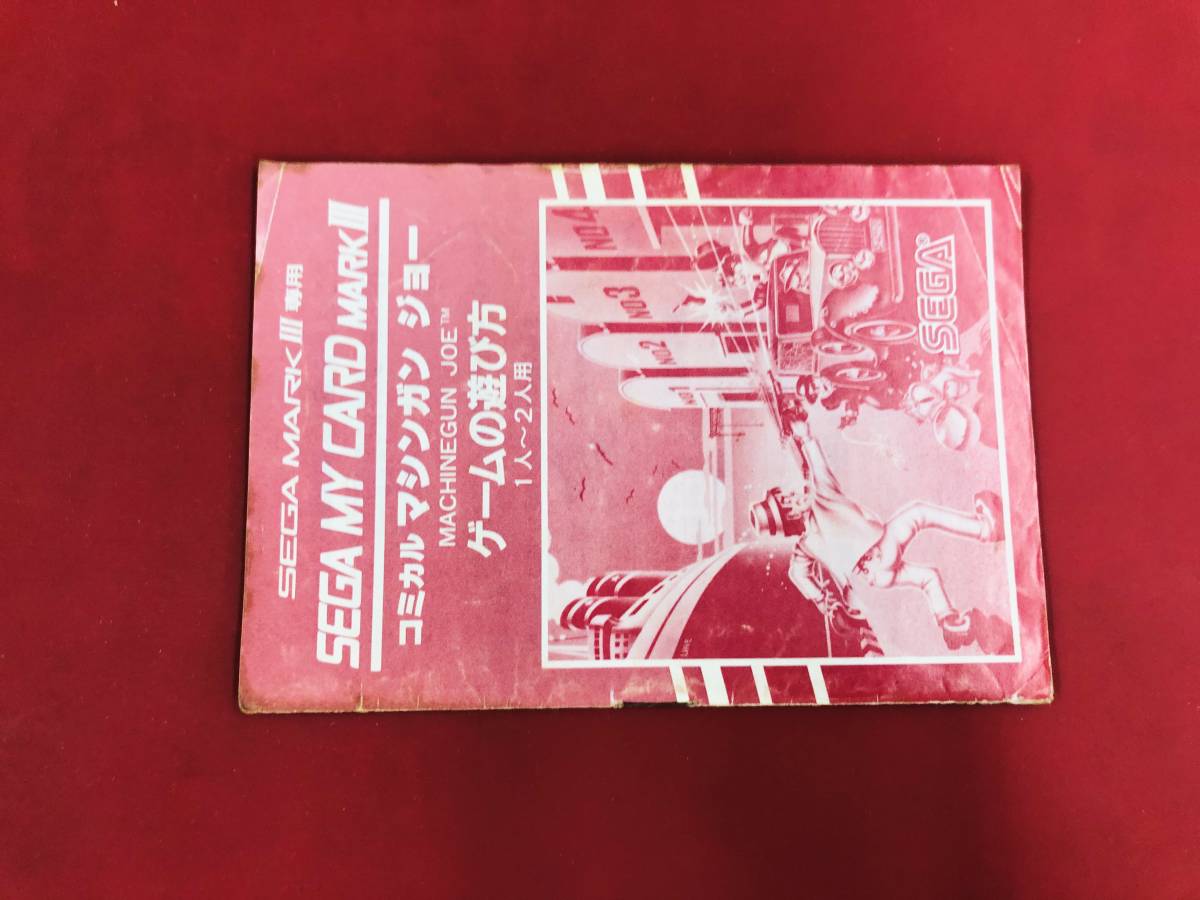 SEGA MARK III 専用
SEGA MY CARD MARK III
コミカル マシンガン ジョー
MACHINEGUN JOE™
ゲームの遊び方
1人〜2人用
NO.4
NO.3
NO.2
NO.1
SEGA®